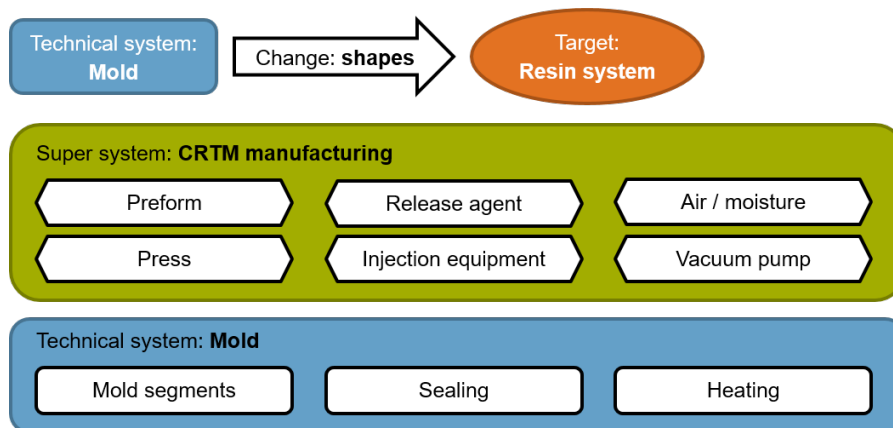 Technical system:
Mold
Change: shapes
Target:
Resin system
Super system: CRTM manufacturing
Preform
Release agent
Air / moisture
Press
Injection equipment
Vacuum pump
Technical system: Mold
Mold segments
Sealing
Heating